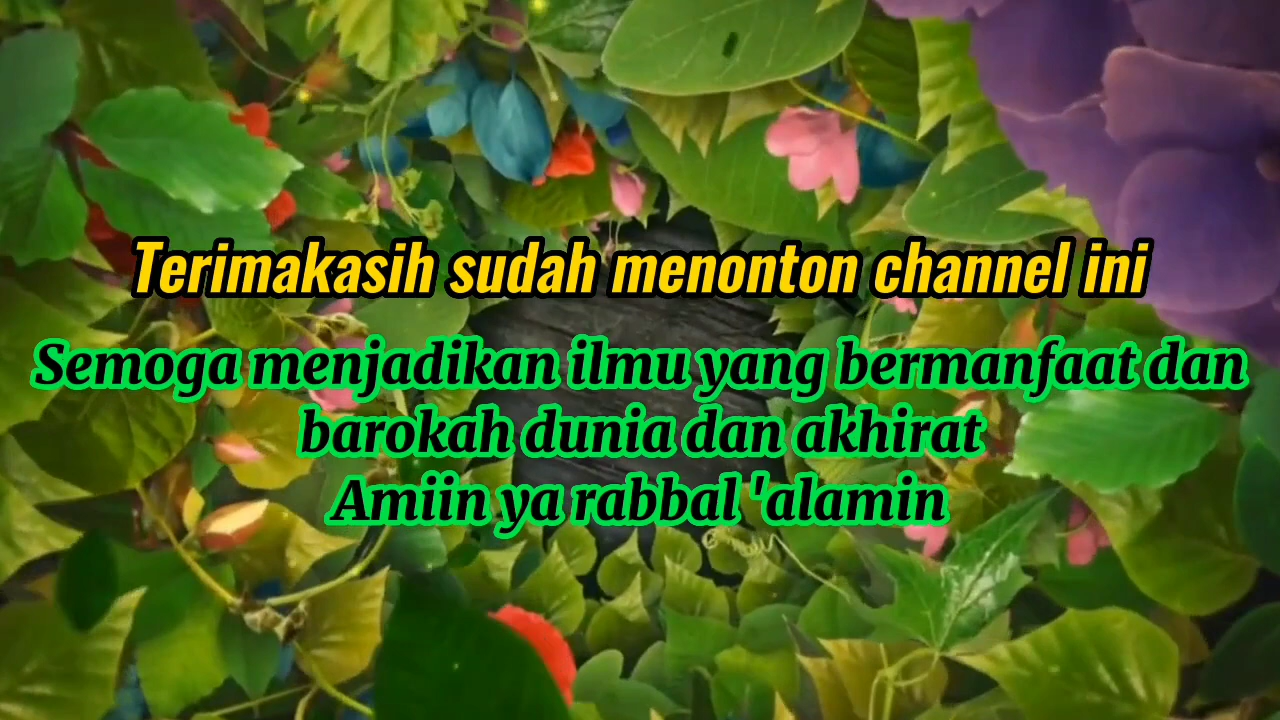 Terimakasih sudah menonton channel ini
Semoga menjadikan ilmu yang bermanfaat dan
barokah dunia dan akhirat
Amiin ya rabbal 'alamin